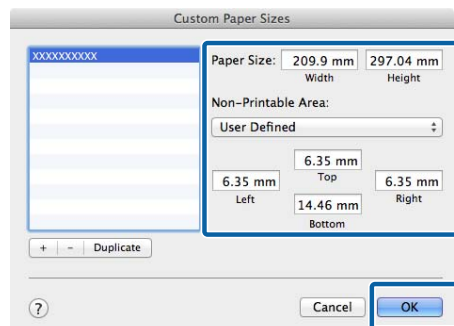 Custom Paper Sizes
XXXXXXXXXX
Paper Size: 209.9 mm 297.04 mm
Width Height
Non-Printable Area:
User Defined
6.35 mm
Top
6.35 mm 6.35 mm
Left Right
14.46 mm
Bottom
+ - Duplicate
? Cancel OK